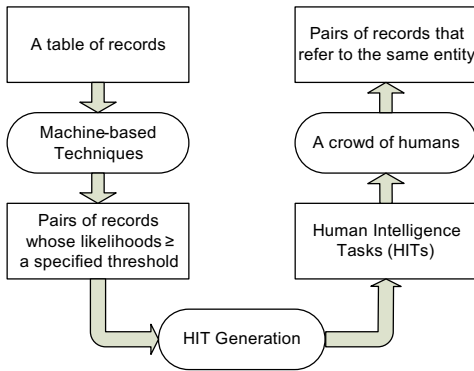 A table of records
Machine-based
Techniques
Pairs of records
whose likelihoods ≥
a specified threshold
HIT Generation
Human Intelligence
Tasks (HITs)
A crowd of humans
Pairs of records that
refer to the same entity